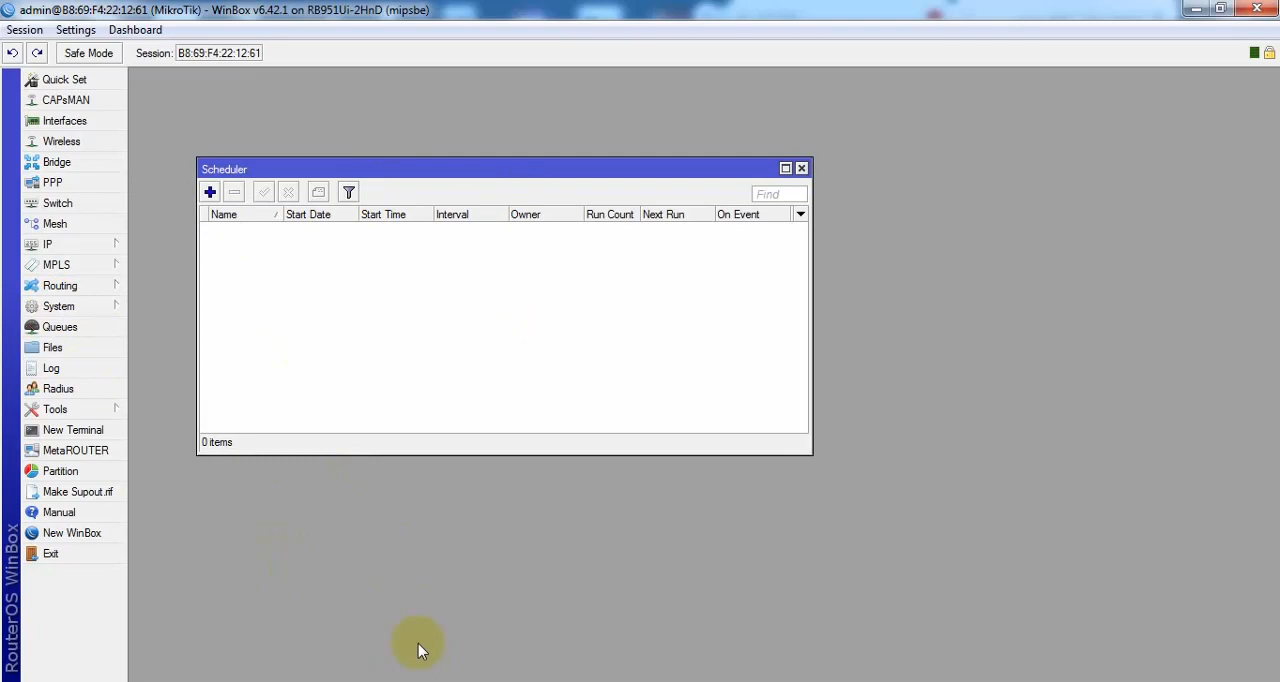 admin@B8:69:F4:22:12:61 (MikroTik) - WinBox v6.42.1 on RB951Ui-2HnD (mipsbe)
Session Settings Dashboard
Safe Mode Session: B8:69:F4:22:12:61
Quick Set
CAPsMAN
Interfaces
Wireless
Bridge
PPP
Switch
Mesh
IP
MPLS
Routing
System
Queues
Files
Log
Radius
Tools
New Terminal
MetaROUTER
Partition
Make Supout.rif
Manual
New WinBox
Exit
RouterOS WinBox
Scheduler
Find
Name Start Date Start Time Interval Owner Run Count Next Run On Event
0 items